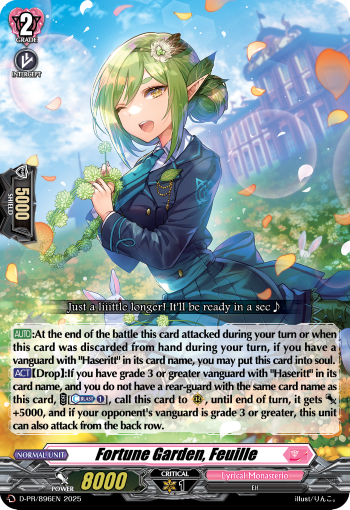 2
GRADE
INTERCEPT
5000
SHIELD
Just a liiittle longer! It'll be ready in a sec♪
AUTO:At the end of the battle this card attacked during your turn or when
this card was discarded from hand during your turn, if you have a
vanguard with "Haseritt" in its card name, you may put this card into soul.
ACT[Drop]:If you have grade 3 or greater vanguard with "Haseritt" in its
card name, and you do not have a rear-guard with the same card name as
this card, BLAST 1, call this card to R, until end of turn, it gets
+5000, and if your opponent's vanguard is grade 3 or greater, this unit
can also attack from the back row.
NORMAL UNIT
Fortune Garden, Feuille
Lyrical Monasterio
Elf
POWER
8000
CRITICAL
1
D-PR/896EN 2025
illust/りんこ。